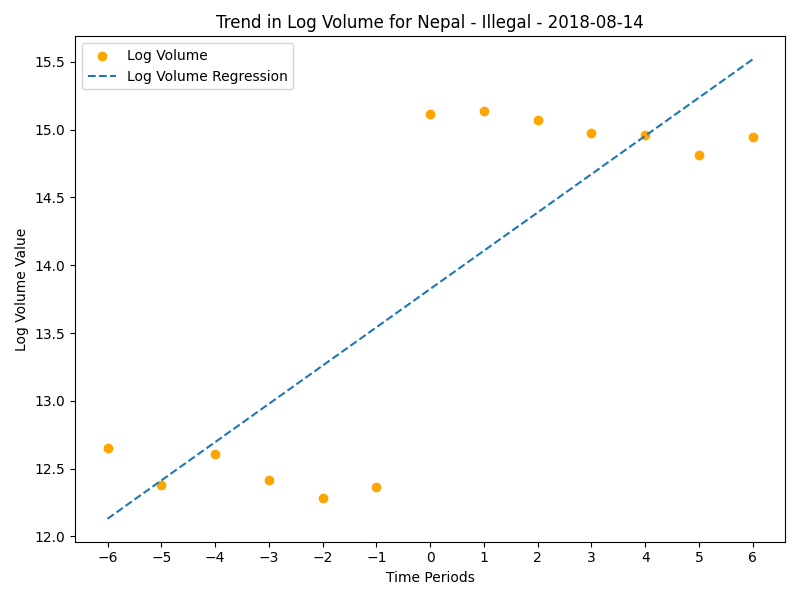 Trend in Log Volume for Nepal - Illegal - 2018-08-14
Log Volume
Log Volume Regression
Log Volume Value
15.5
15.0
14.5
14.0
13.5
13.0
12.5
12.0
−6 −5 −4 −3 −2 −1 0 1 2 3 4 5 6
Time Periods